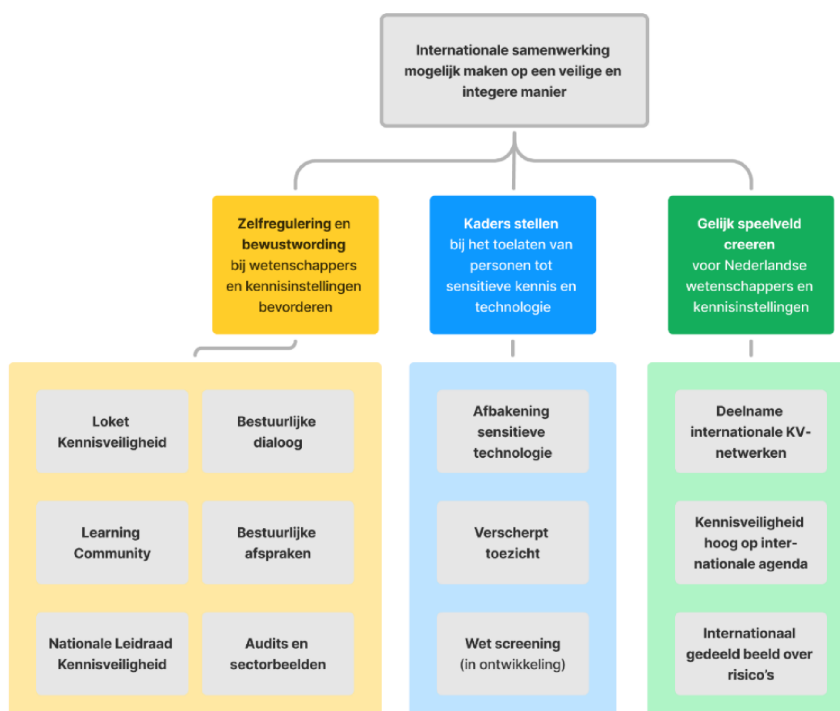 Internationale samenwerking
mogelijk maken op een veilige en
integere manier
Zelfregulering en
bewustwording
bij wetenschappers
en kennisinstellingen
bevorderen
Kaders stellen
bij het toelaten van
personen tot
sensitieve kennis en
technologie
Gelijk speelveld
creeren
voor Nederlandse
wetenschappers en
kennisinstellingen
Loket
Kennisveiligheid
Bestuurlijke
dialoog
Learning
Community
Bestuurlijke
afspraken
Nationale Leidraad
Kennisveiligheid
Audits en
sectorbeelden
Afbakening
sensitieve
technologie
Verscherpt
toezicht
Wet screening
(in ontwikkeling)
Deelname
internationale KV-
netwerken
Kennisveiligheid
hoog op inter-
nationale agenda
Internationaal
gedeeld beeld over
risico's